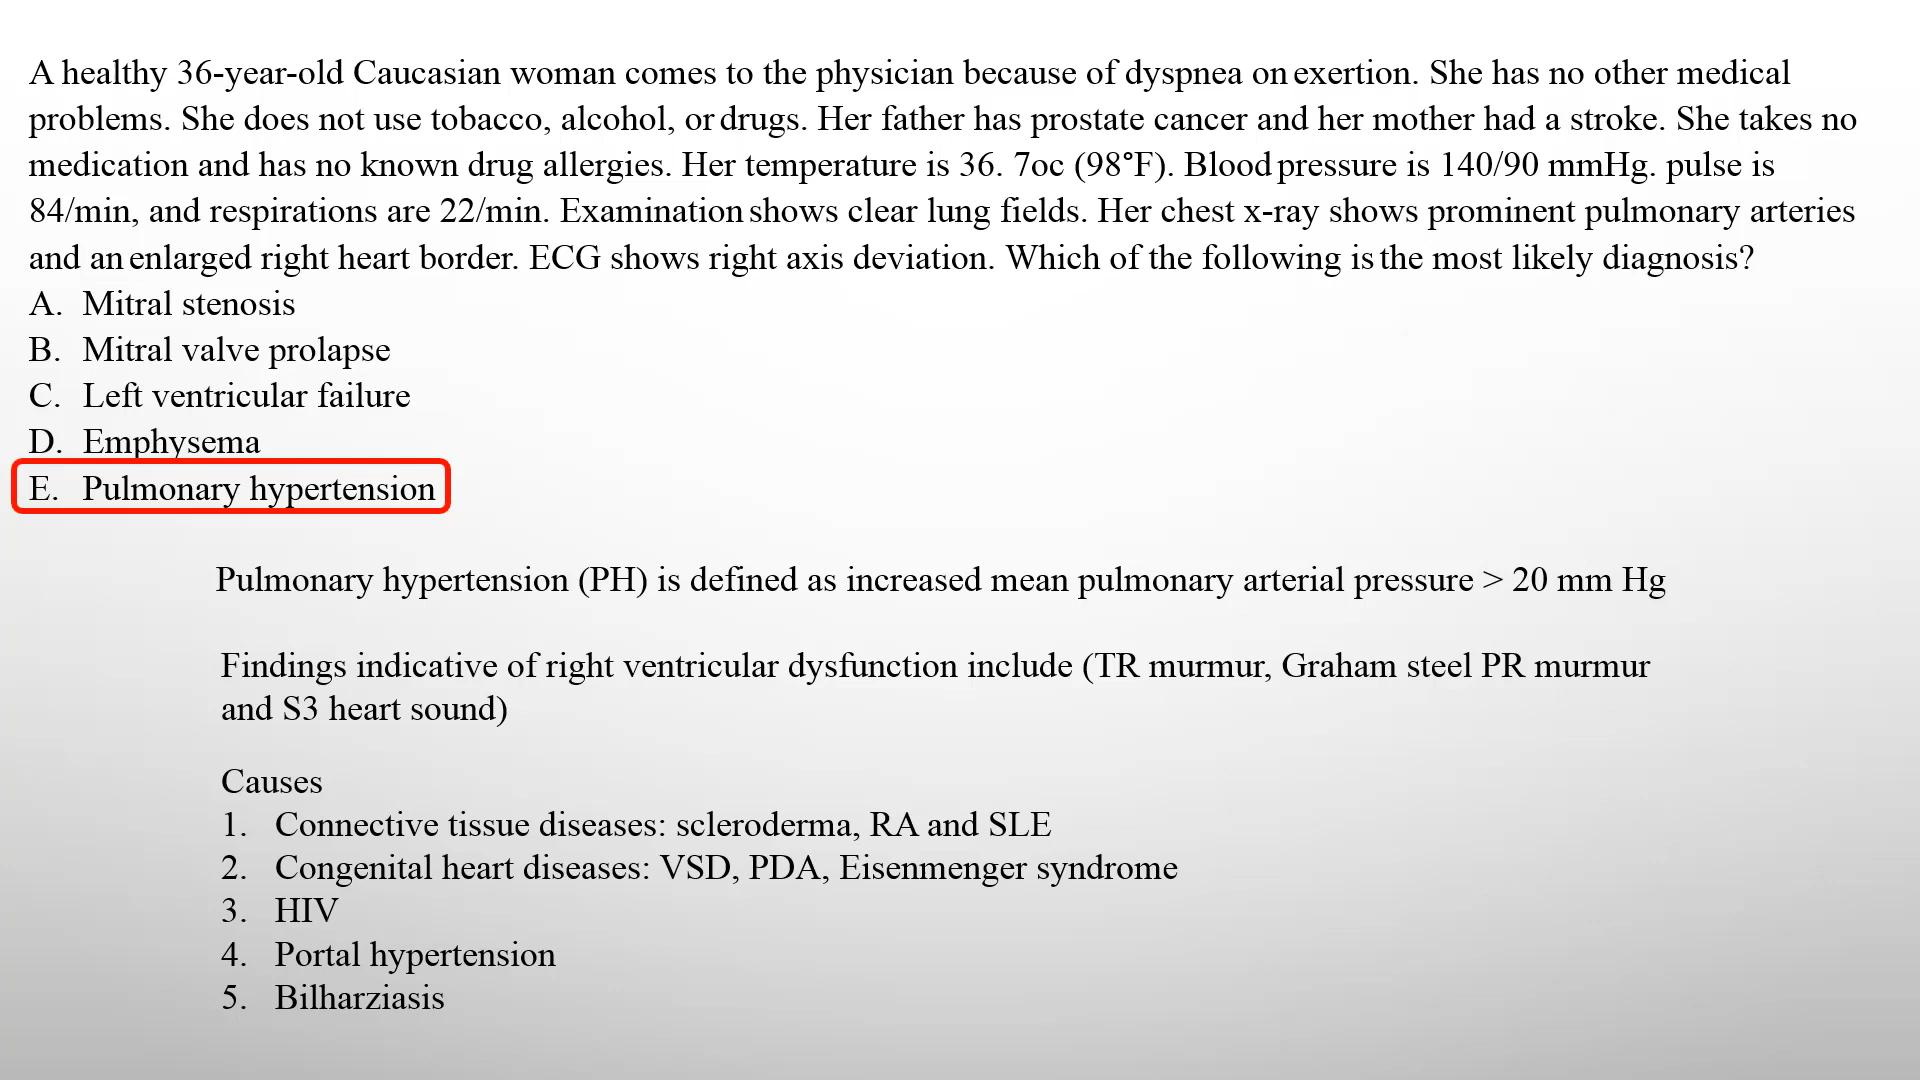 A healthy 36-year-old Caucasian woman comes to the physician because of dyspnea on exertion. She has no other medical
problems. She does not use tobacco, alcohol, or drugs. Her father has prostate cancer and her mother had a stroke. She takes no
medication and has no known drug allergies. Her temperature is 36. 7oc (98°F). Blood pressure is 140/90 mmHg. pulse is
84/min, and respirations are 22/min. Examination shows clear lung fields. Her chest x-ray shows prominent pulmonary arteries
and an enlarged right heart border. ECG shows right axis deviation. Which of the following is the most likely diagnosis?
A. Mitral stenosis
B. Mitral valve prolapse
C. Left ventricular failure
D. Emphysema
E. Pulmonary hypertension
Pulmonary hypertension (PH) is defined as increased mean pulmonary arterial pressure > 20 mm Hg
Findings indicative of right ventricular dysfunction include (TR murmur, Graham steel PR murmur
and S3 heart sound)
Causes
1. Connective tissue diseases: scleroderma, RA and SLE
2. Congenital heart diseases: VSD, PDA, Eisenmenger syndrome
3. HIV
4. Portal hypertension
5. Bilharziasis